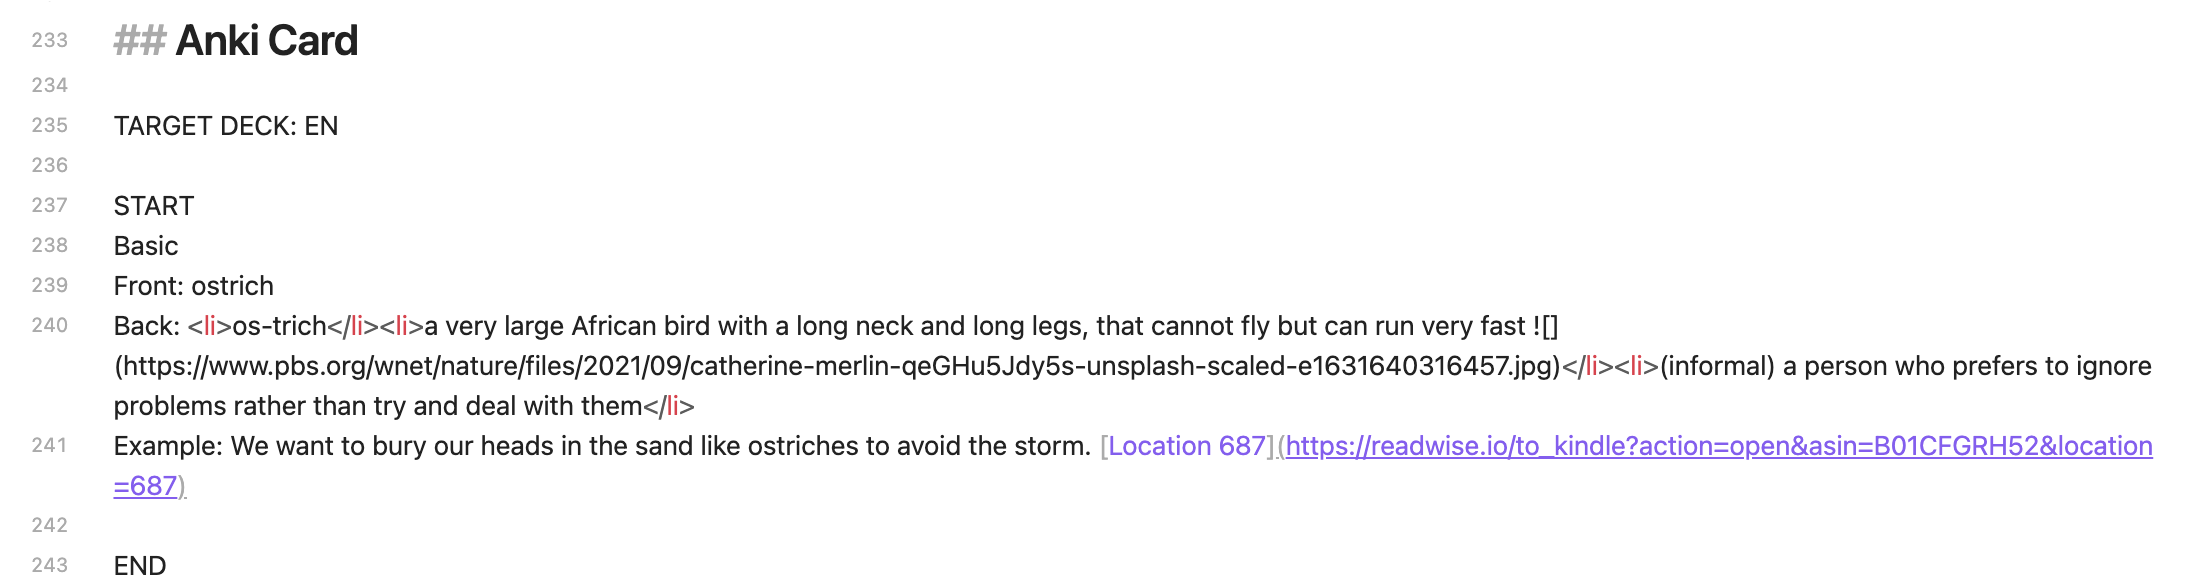 233 ## Anki Card
234
235 TARGET DECK: EN
236
237 START
238 Basic
239 Front: ostrich
240 Back: <li>os-trich</li><li>a very large African bird with a long neck and long legs, that cannot fly but can run very fast ![]
(https://www.pbs.org/wnet/nature/files/2021/09/catherine-merlin-qeGHu5Jdy5s-unsplash-scaled-e1631640316457.jpg)</li><li>(informal) a person who prefers to ignore
problems rather than try and deal with them</li>
241 Example: We want to bury our heads in the sand like ostriches to avoid the storm. [Location 687](https://readwise.io/to_kindle?action=open&asin=B01CFGRH52&location
=687)
242
243 END